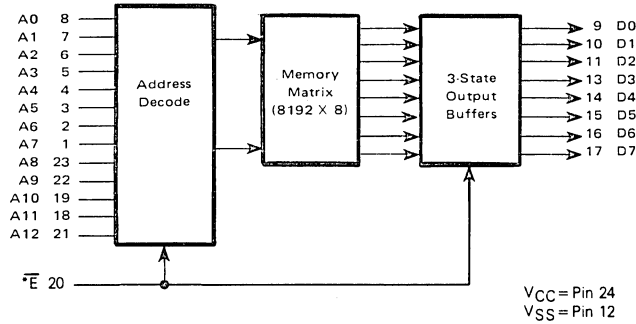 A0 8
A1 7
A2 6
A3 5
A4 4
A5 3
A6 2
A7 1
A8 23
A9 22
A10 19
A11 18
A12 21
*E̅ 20
Address
Decode
Memory
Matrix
(8192 X 8)
3-State
Output
Buffers
9 D0
10 D1
11 D2
13 D3
14 D4
15 D5
16 D6
17 D7
VCC = Pin 24
VSS = Pin 12